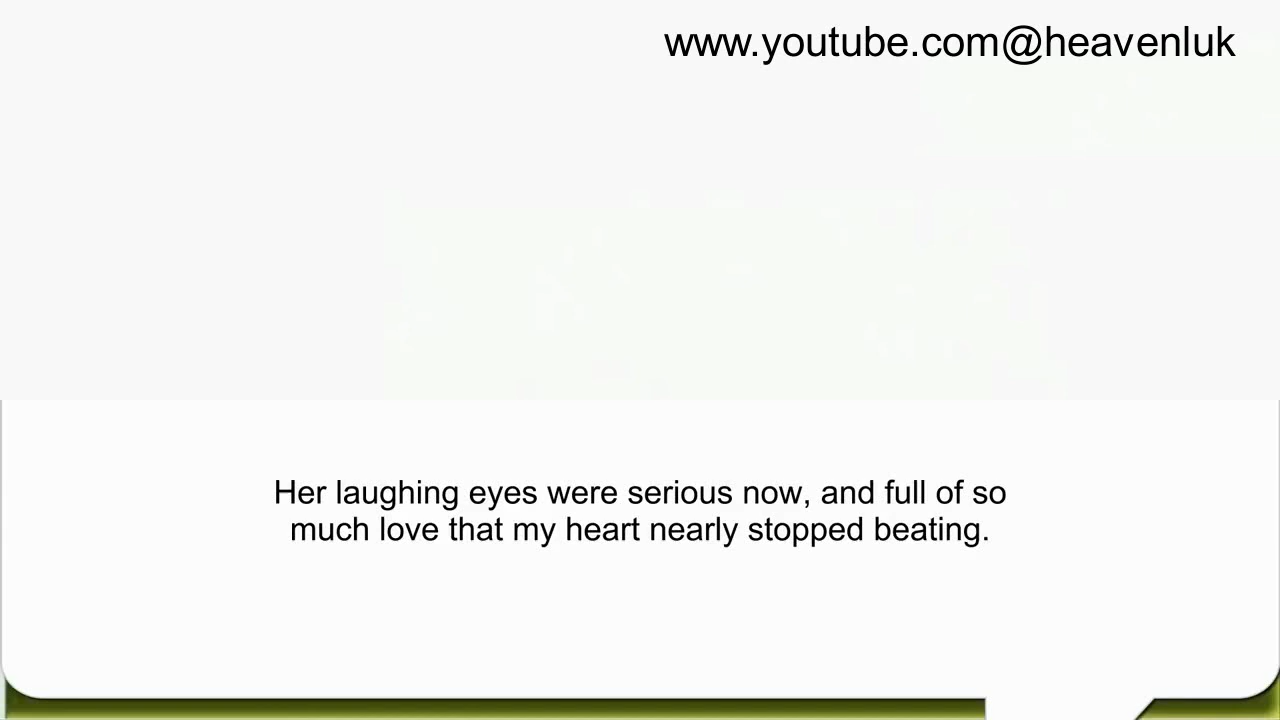 www.youtube.com@heavenluk
Her laughing eyes were serious now, and full of so
much love that my heart nearly stopped beating.